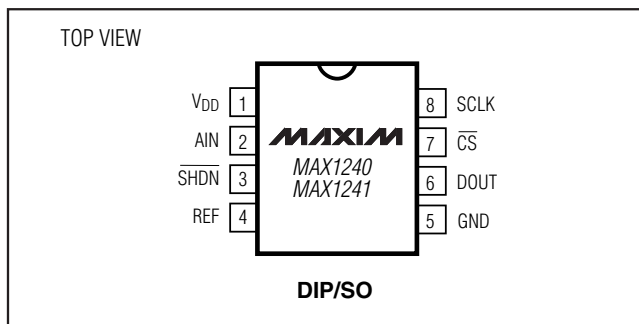 TOP VIEW
VDD 1
AIN 2
SHDN 3
REF 4
MAXIM
MAX1240
MAX1241
8 SCLK
7 CS
6 DOUT
5 GND
DIP/SO